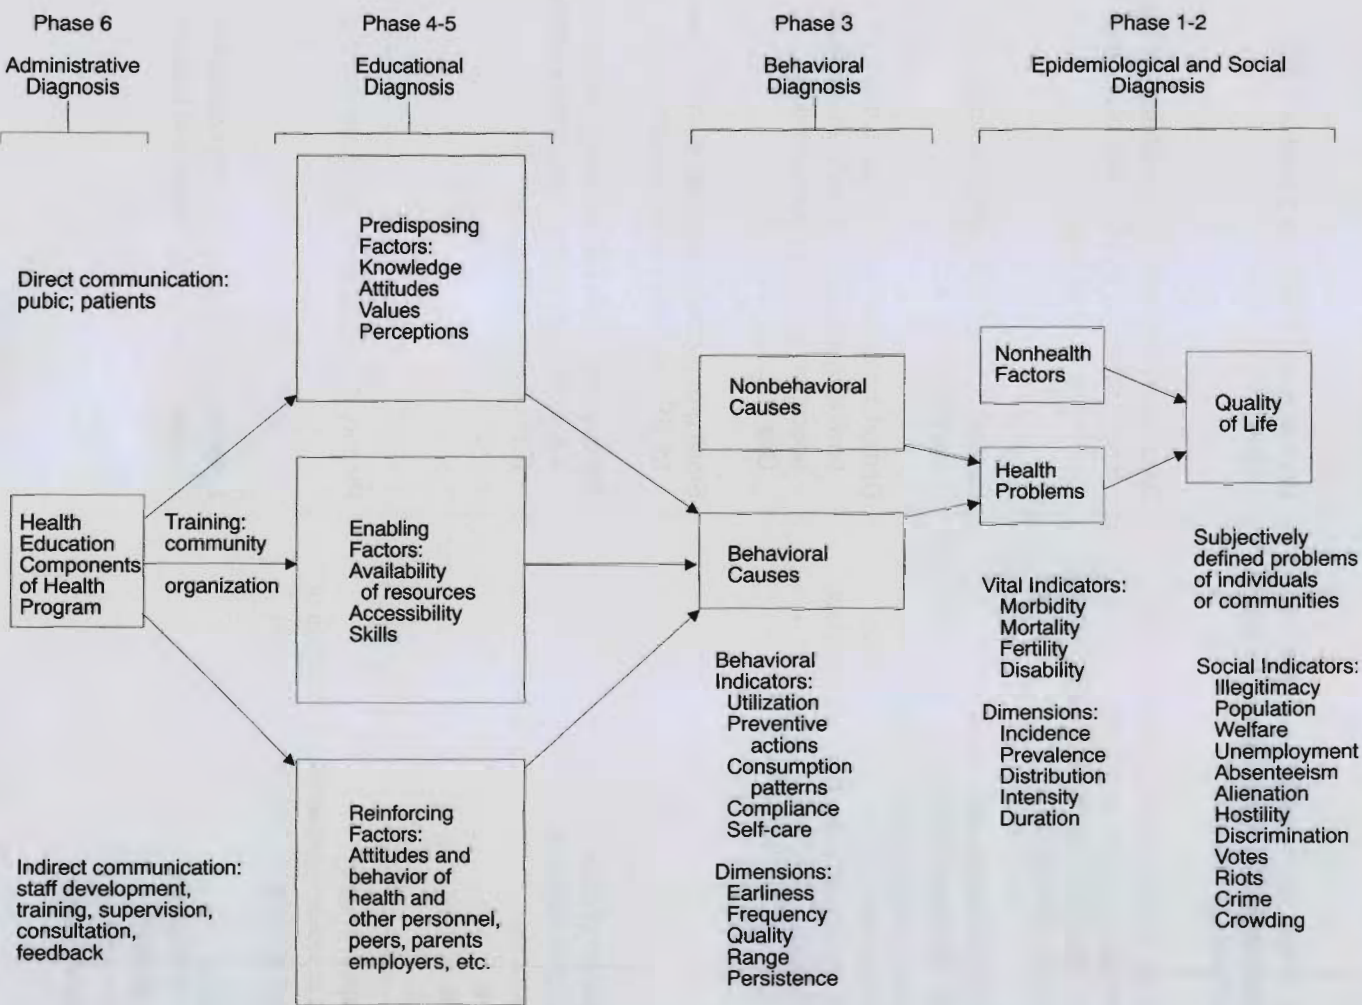 Phase 6
Administrative
Diagnosis
Phase 4-5
Educational
Diagnosis
Phase 3
Behavioral
Diagnosis
Phase 1-2
Epidemiological and Social
Diagnosis
Direct communication:
pubic; patients
Health
Education
Components
of Health
Program
Training:
community
organization
Indirect communication:
staff development,
training, supervision,
consultation,
feedback
Predisposing
Factors:
Knowledge
Attitudes
Values
Perceptions
Enabling
Factors:
Availability
of resources
Accessibility
Skills
Reinforcing
Factors:
Attitudes and
behavior of
health and
other personnel,
peers, parents
employers, etc.
Nonbehavioral
Causes
Behavioral
Causes
Behavioral
Indicators:
Utilization
Preventive
actions
Consumption
patterns
Compliance
Self-care
Dimensions:
Earliness
Frequency
Quality
Range
Persistence
Nonhealth
Factors
Health
Problems
Vital Indicators:
Morbidity
Mortality
Fertility
Disability
Dimensions:
Incidence
Prevalence
Distribution
Intensity
Duration
Quality
of Life
Subjectively
defined problems
of individuals
or communities
Social Indicators:
Illegitimacy
Population
Welfare
Unemployment
Absenteeism
Alienation
Hostility
Discrimination
Votes
Riots
Crime
Crowding